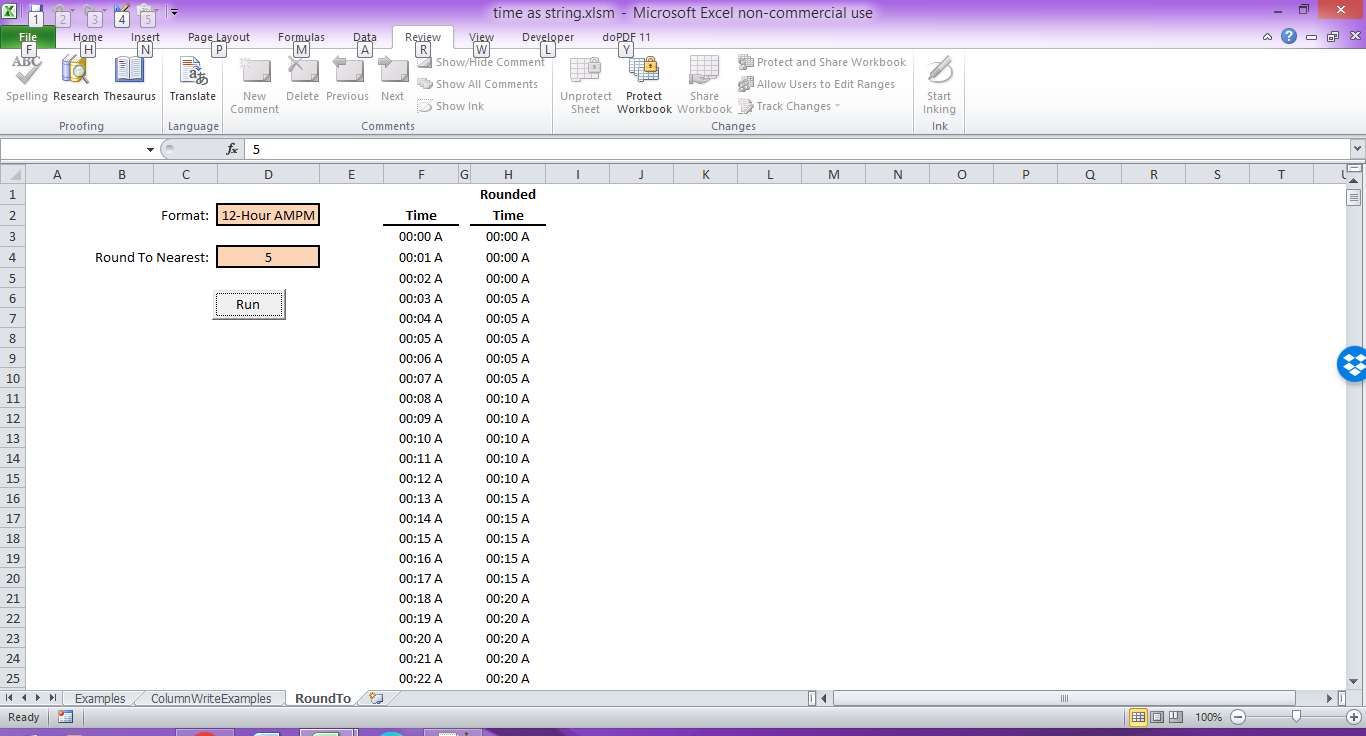 time as string.xlsm - Microsoft Excel non-commercial use
1 2 3 4 5
File Home Insert Page Layout Formulas Data Review View Developer doPDF 11
F H N P M A R W L Y
ABC
Spelling Research Thesaurus Translate New Comment Delete Previous Next
Show/Hide Comment
Show All Comments
Show Ink
Unprotect Sheet Protect Workbook Share Workbook
Protect and Share Workbook
Allow Users to Edit Ranges
Track Changes
Start Inking
Proofing Language Comments Changes Ink
fx 5
A B C D E F G H I J K L M N O P Q R S T U
1 Rounded
2 Format: 12-Hour AMPM Time Time
3 00:00 A 00:00 A
4 Round To Nearest: 5 00:01 A 00:00 A
5 00:02 A 00:00 A
6 Run 00:03 A 00:05 A
7 00:04 A 00:05 A
8 00:05 A 00:05 A
9 00:06 A 00:05 A
10 00:07 A 00:05 A
11 00:08 A 00:10 A
12 00:09 A 00:10 A
13 00:10 A 00:10 A
14 00:11 A 00:10 A
15 00:12 A 00:10 A
16 00:13 A 00:15 A
17 00:14 A 00:15 A
18 00:15 A 00:15 A
19 00:16 A 00:15 A
20 00:17 A 00:15 A
21 00:18 A 00:20 A
22 00:19 A 00:20 A
23 00:20 A 00:20 A
24 00:21 A 00:20 A
25 00:22 A 00:20 A
Examples ColumnWriteExamples RoundTo
Ready 100%